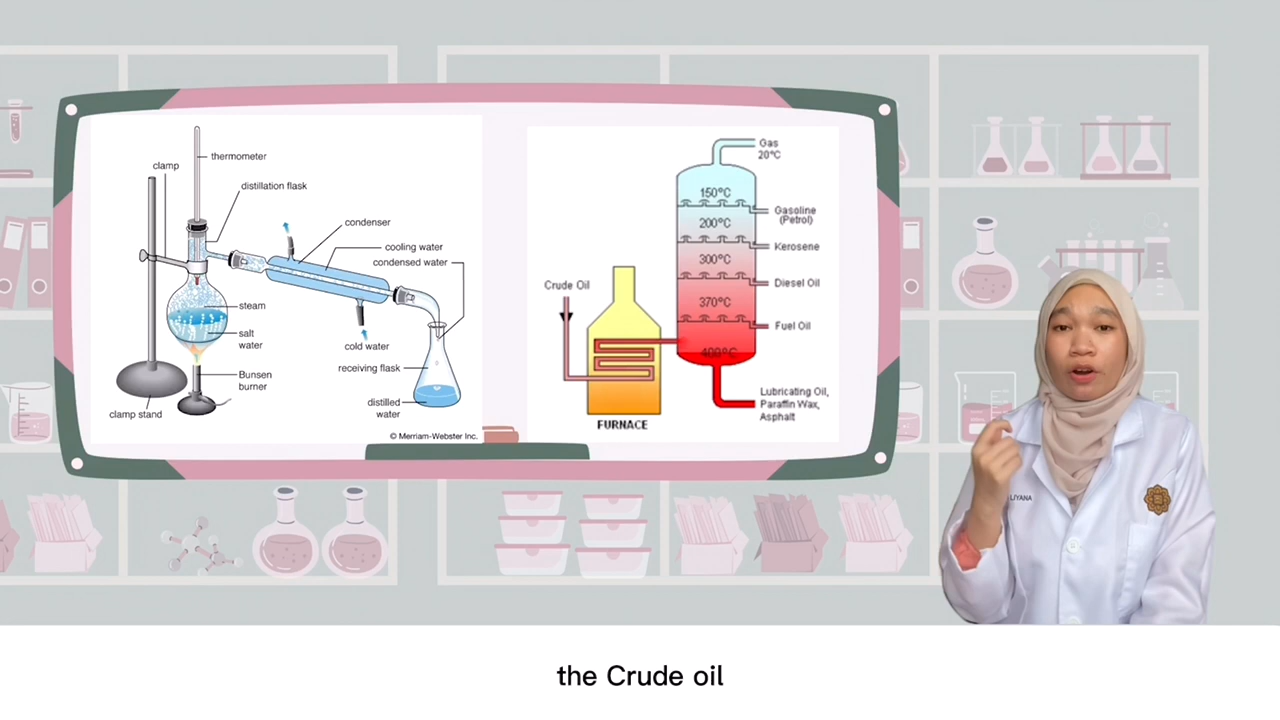 thermometer
clamp
distillation flask
condenser
cooling water
condensed water
steam
salt
water
cold water
Bunsen
burner
receiving flask
distilled
water
clamp stand
© Merriam-Webster Inc.
Gas
20°C
150°C
Gasoline
(Petrol)
200°C
Kerosene
300°C
Diesel Oil
Crude Oil
370°C
Fuel Oil
400°C
Lubricating Oil,
Paraffin Wax,
Asphalt
FURNACE
LIYANA
the Crude oil